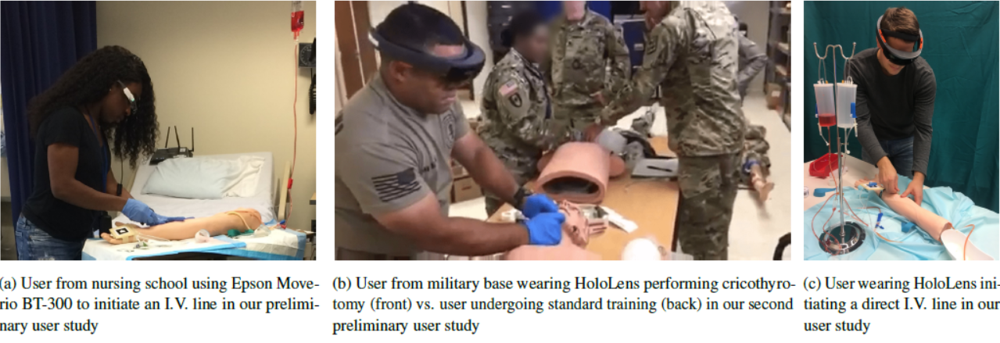 (a) User from nursing school using Epson Move-
rio BT-300 to initiate an I.V. line in our prelimi-
nary user study
(b) User from military base wearing HoloLens performing cricothyro-
tomy (front) vs. user undergoing standard training (back) in our second
preliminary user study
(c) User wearing HoloLens ini-
tiating a direct I.V. line in our
user study